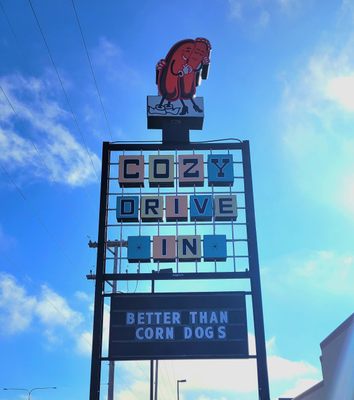 COZY
DRIVE
IN
BETTER THAN
CORN DOGS